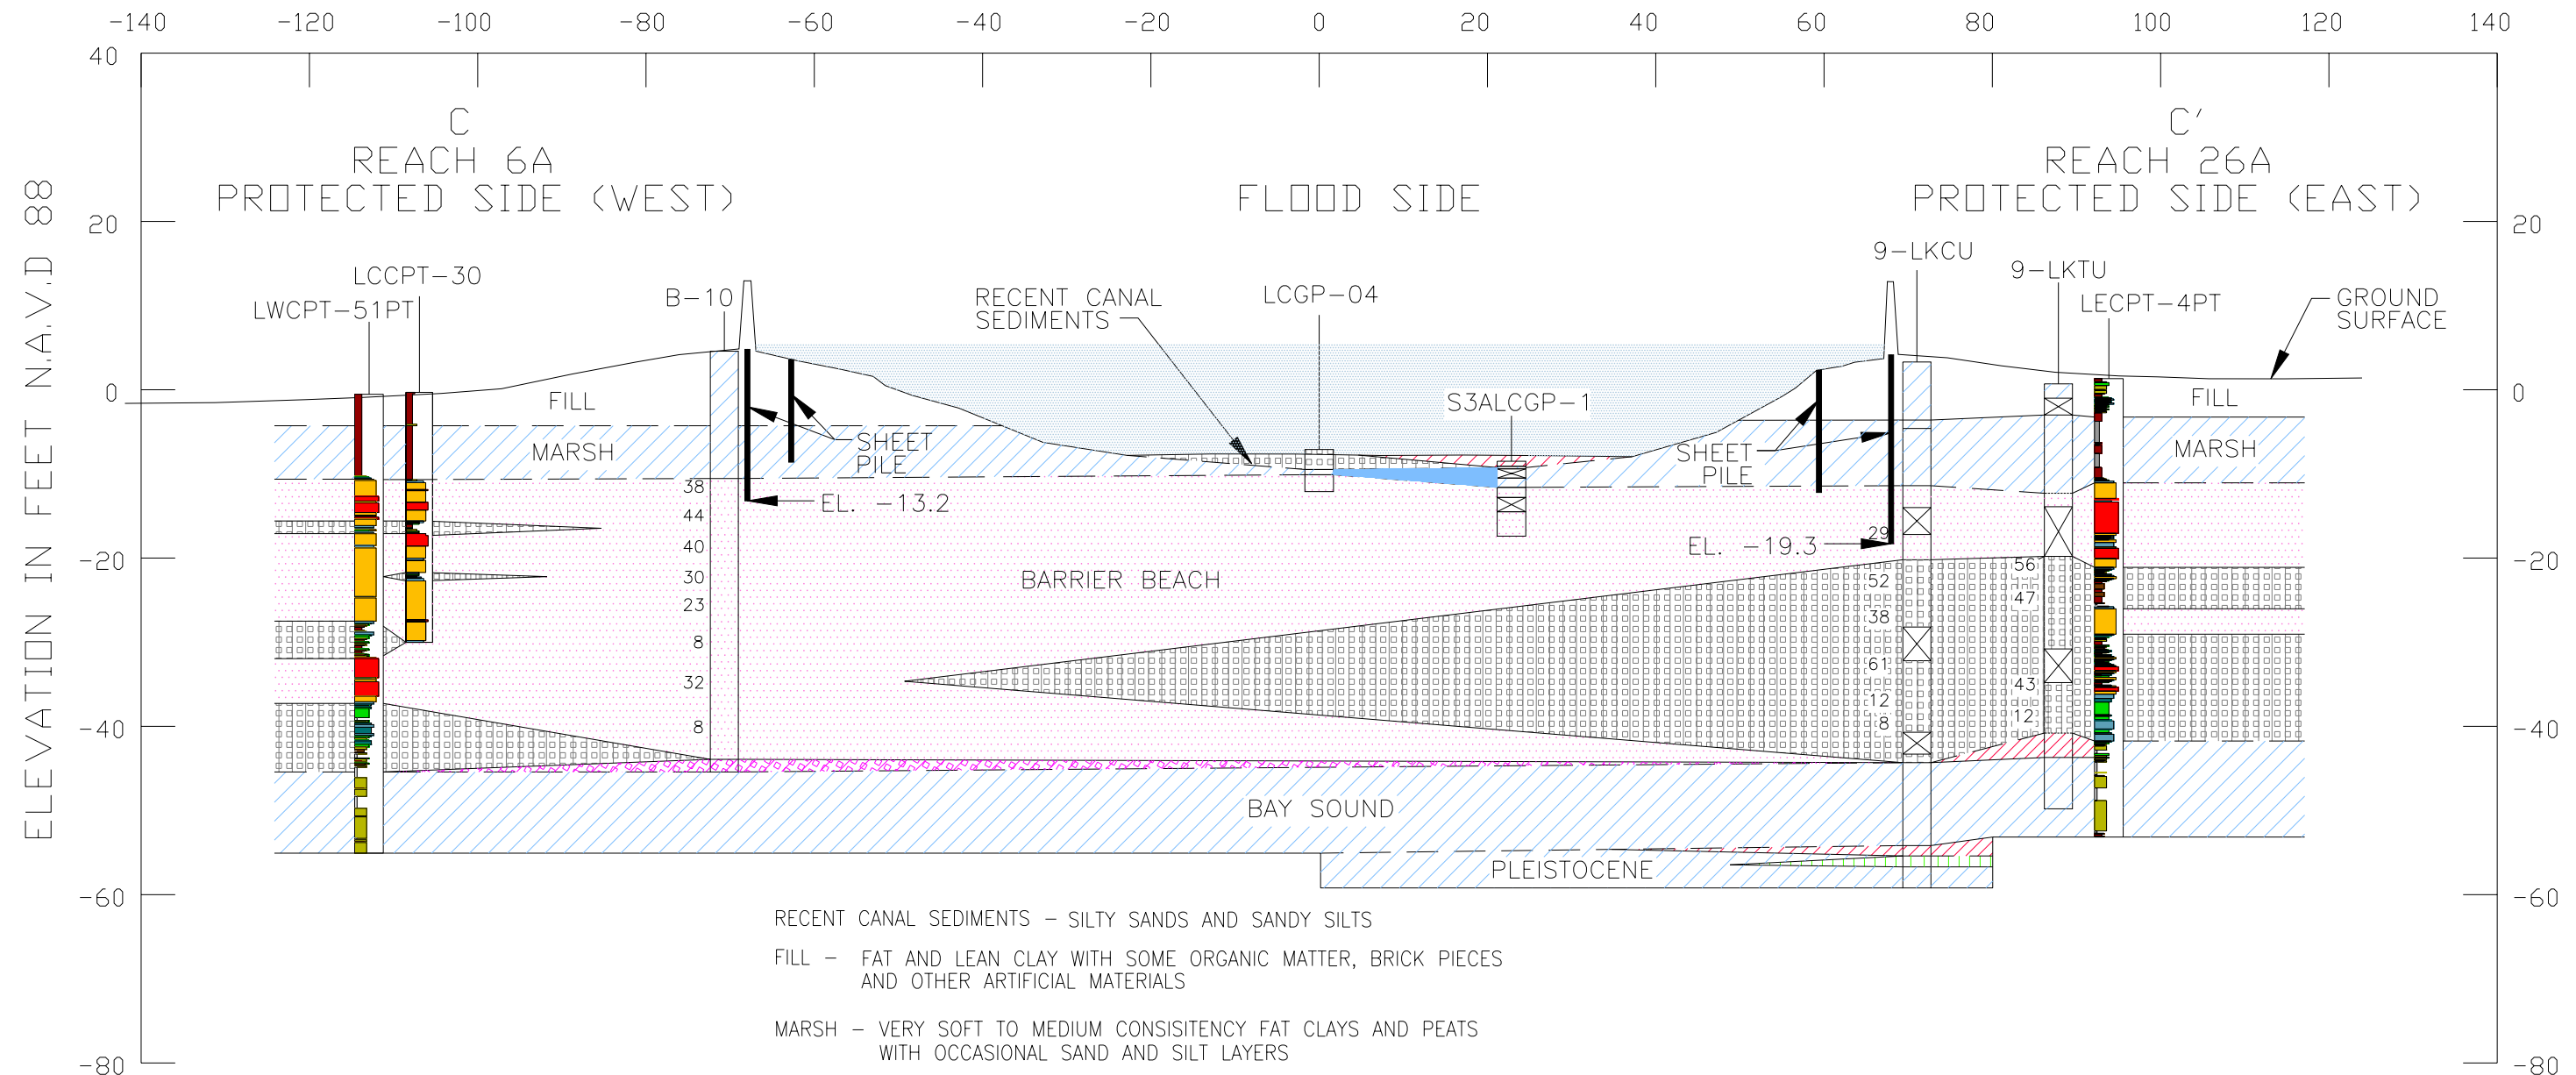 -140 -120 -100 -80 -60 -40 -20 0 20 40 60 80 100 120 140
40
C
C'
REACH 6A
REACH 26A
PROTECTED SIDE (WEST)
FLOOD SIDE
PROTECTED SIDE (EAST)
ELEVATION IN FEET N.A.V.D 88
20
20
LCCPT-30
LWCPT-51PT
B-10
RECENT CANAL
SEDIMENTS
LCGP-04
9-LKCU
9-LKTU
LECPT-4PT
GROUND
SURFACE
0
0
FILL
S3ALCGP-1
FILL
MARSH
SHEET
PILE
SHEET
PILE
MARSH
38
EL. -13.2
44
29
40
EL. -19.3
-20
-20
56
30
BARRIER BEACH
52
47
23
38
8
61
32
43
12
12
8
8
-40
-40
BAY SOUND
PLEISTOCENE
-60
-60
RECENT CANAL SEDIMENTS - SILTY SANDS AND SANDY SILTS
FILL - FAT AND LEAN CLAY WITH SOME ORGANIC MATTER, BRICK PIECES
AND OTHER ARTIFICIAL MATERIALS
MARSH - VERY SOFT TO MEDIUM CONSISITENCY FAT CLAYS AND PEATS
WITH OCCASIONAL SAND AND SILT LAYERS
-80
-80